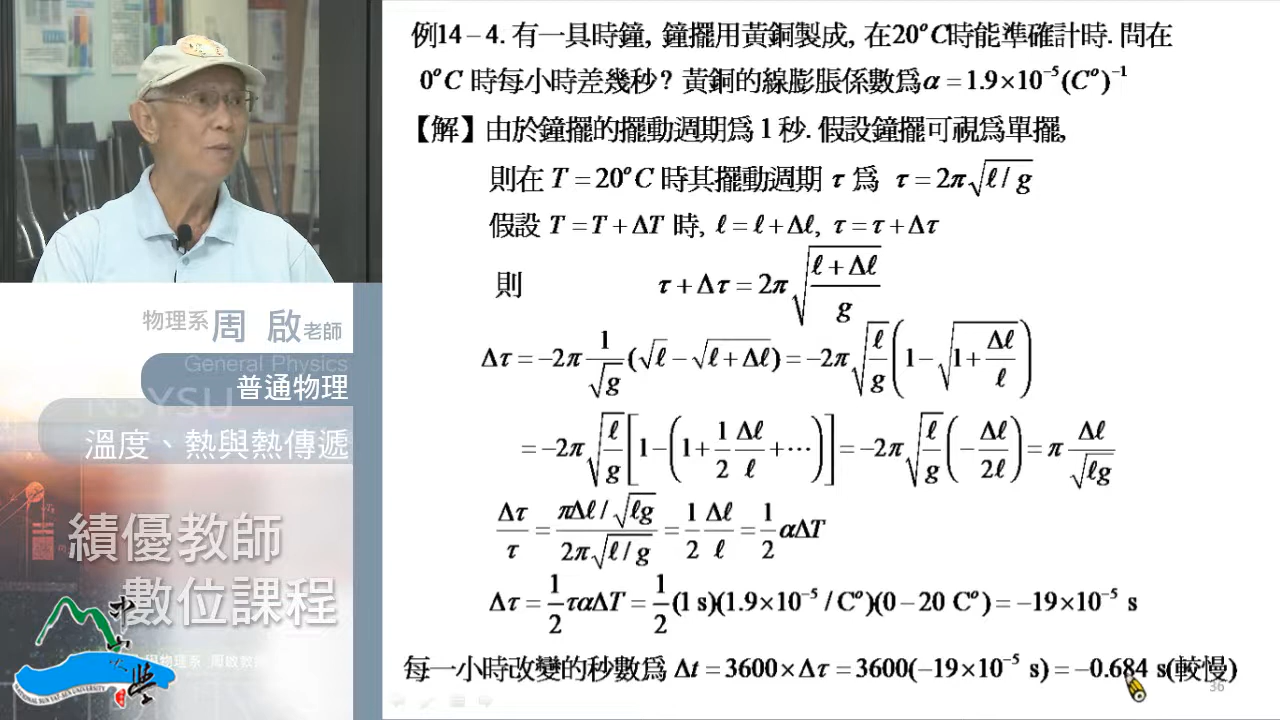 例14－4. 有一具時鐘, 鐘擺用黃銅製成, 在20°C時能準確計時. 問在
0°C 時每小時差幾秒? 黃銅的線膨脹係數為α = 1.9×10⁻⁵(C°)⁻¹
【解】由於鐘擺的擺動週期為 1 秒. 假設鐘擺可視為單擺,
則在 T = 20°C 時其擺動週期 τ 為 τ = 2π√(ℓ / g)
假設 T = T + ΔT 時, ℓ = ℓ + Δℓ, τ = τ + Δτ
則 τ + Δτ = 2π√((ℓ + Δℓ)/g)
Δτ = −2π (1/√g)(√ℓ − √(ℓ + Δℓ)) = −2π√(ℓ/g)(1 − √(1 + Δℓ/ℓ))
= −2π√(ℓ/g)[1 − (1 + (1/2)(Δℓ/ℓ) + ⋯)] = −2π√(ℓ/g)(−Δℓ/2ℓ) = π Δℓ/√(ℓg)
Δτ/τ = (πΔℓ / √(ℓg))/(2π√(ℓ / g)) = (1/2)(Δℓ/ℓ) = (1/2)αΔT
Δτ = (1/2)ταΔT = (1/2)(1 s)(1.9×10⁻⁵ / C°)(0 − 20 C°) = −19×10⁻⁵ s
每一小時改變的秒數為 Δt = 3600×Δτ = 3600(−19×10⁻⁵ s) = −0.684 s(較慢)
36
物理系 周 啟 老師
General Physics
普通物理
NSYSU
溫度、熱與熱傳遞
績優教師
數位課程
中山大學